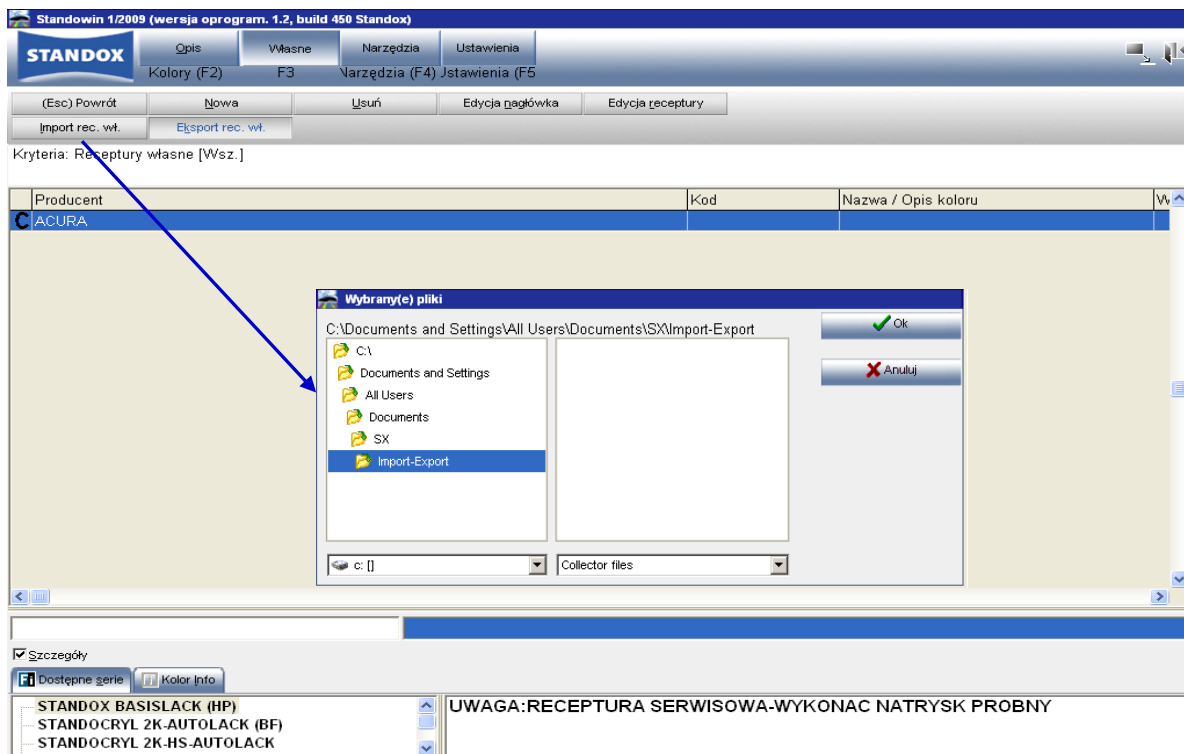 Standowin 1/2009 (wersja oprogram. 1.2, build 450 Standox)
STANDOX Opis Własne Narzędzia Ustawienia
Kolory (F2) F3 Narzędzia (F4) Ustawienia (F5
(Esc) Powrót Nowa Usuń Edycja nagłówka Edycja receptury
Import rec. wł. Eksport rec. wł.
Kryteria: Receptury własne [Wsz.]
Producent Kod Nazwa / Opis koloru W
C ACURA
Wybrany(e) pliki
C:\Documents and Settings\All Users\Documents\SX\Import-Export
Ok
C:\
Documents and Settings
Anuluj
All Users
Documents
SX
Import-Export
c: [] Collector files
Szczegóły
Fi Dostępne serie Kolor Info
STANDOX BASISLACK (HP)
UWAGA:RECEPTURA SERWISOWA-WYKONAC NATRYSK PROBNY
STANDOCRYL 2K-AUTOLACK (BF)
STANDOCRYL 2K-HS-AUTOLACK